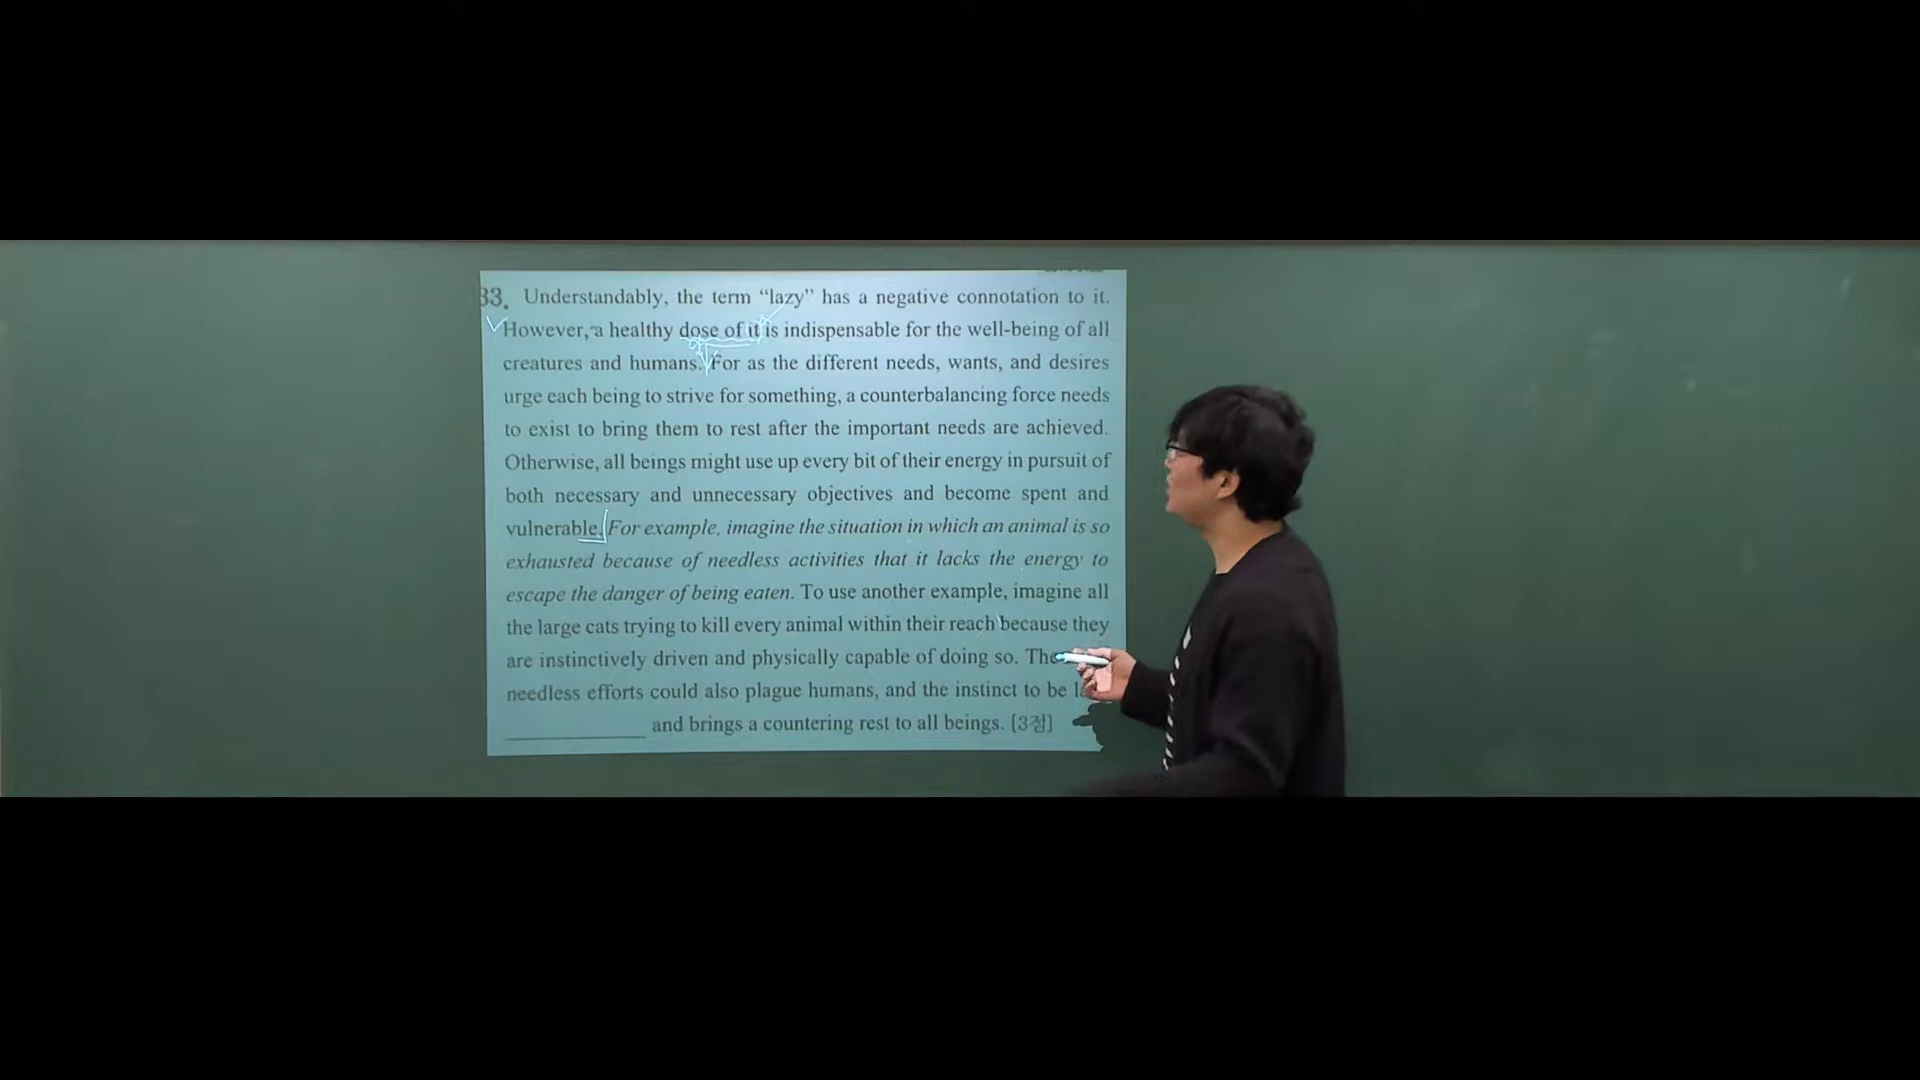 33. Understandably, the term “lazy” has a negative connotation to it.
However, a healthy dose of it is indispensable for the well-being of all
creatures and humans. For as the different needs, wants, and desires
urge each being to strive for something, a counterbalancing force needs
to exist to bring them to rest after the important needs are achieved.
Otherwise, all beings might use up every bit of their energy in pursuit of
both necessary and unnecessary objectives and become spent and
vulnerable. For example, imagine the situation in which an animal is so
exhausted because of needless activities that it lacks the energy to
escape the danger of being eaten. To use another example, imagine all
the large cats trying to kill every animal within their reach because they
are instinctively driven and physically capable of doing so.
needless efforts could also plague humans, and the instinct to be
and brings a countering rest to all beings. [3점]